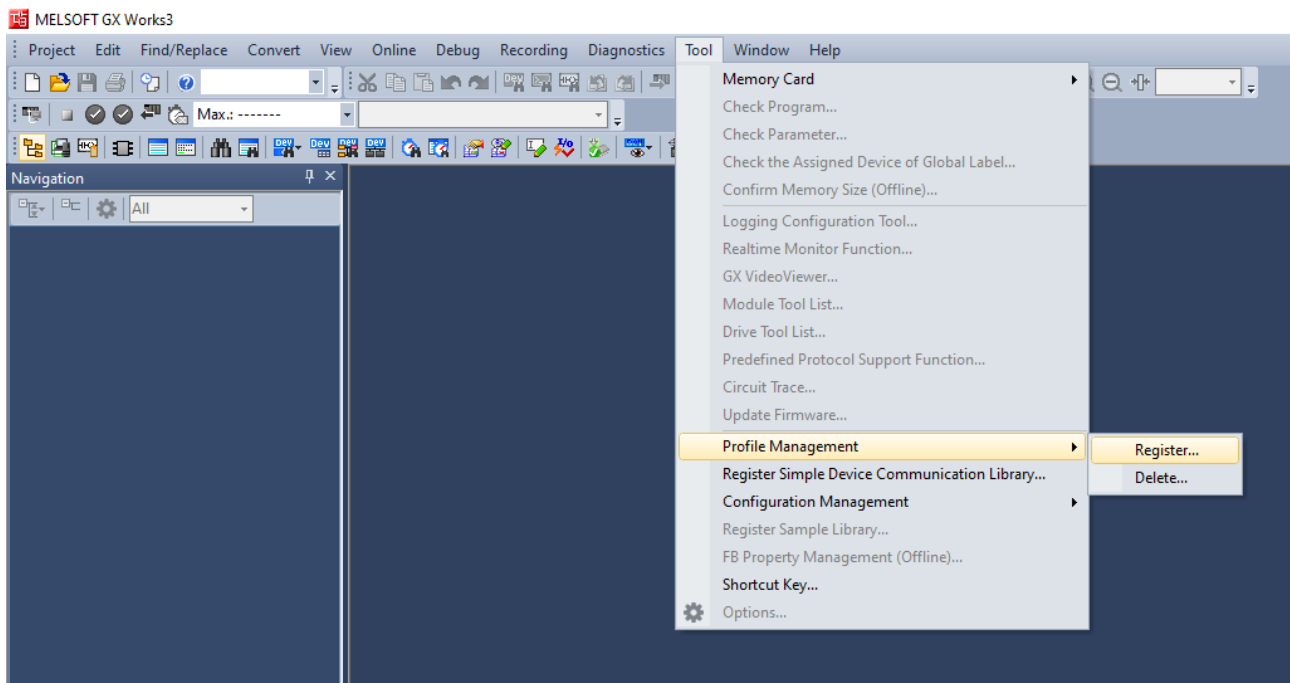 MELSOFT GX Works3
Project Edit Find/Replace Convert View Online Debug Recording Diagnostics Tool Window Help
Max.: -------
Navigation
All
Memory Card
Check Program...
Check Parameter...
Check the Assigned Device of Global Label...
Confirm Memory Size (Offline)...
Logging Configuration Tool...
Realtime Monitor Function...
GX VideoViewer...
Module Tool List...
Drive Tool List...
Predefined Protocol Support Function...
Circuit Trace...
Update Firmware...
Profile Management
Register...
Register Simple Device Communication Library...
Delete...
Configuration Management
Register Sample Library...
FB Property Management (Offline)...
Shortcut Key...
Options...